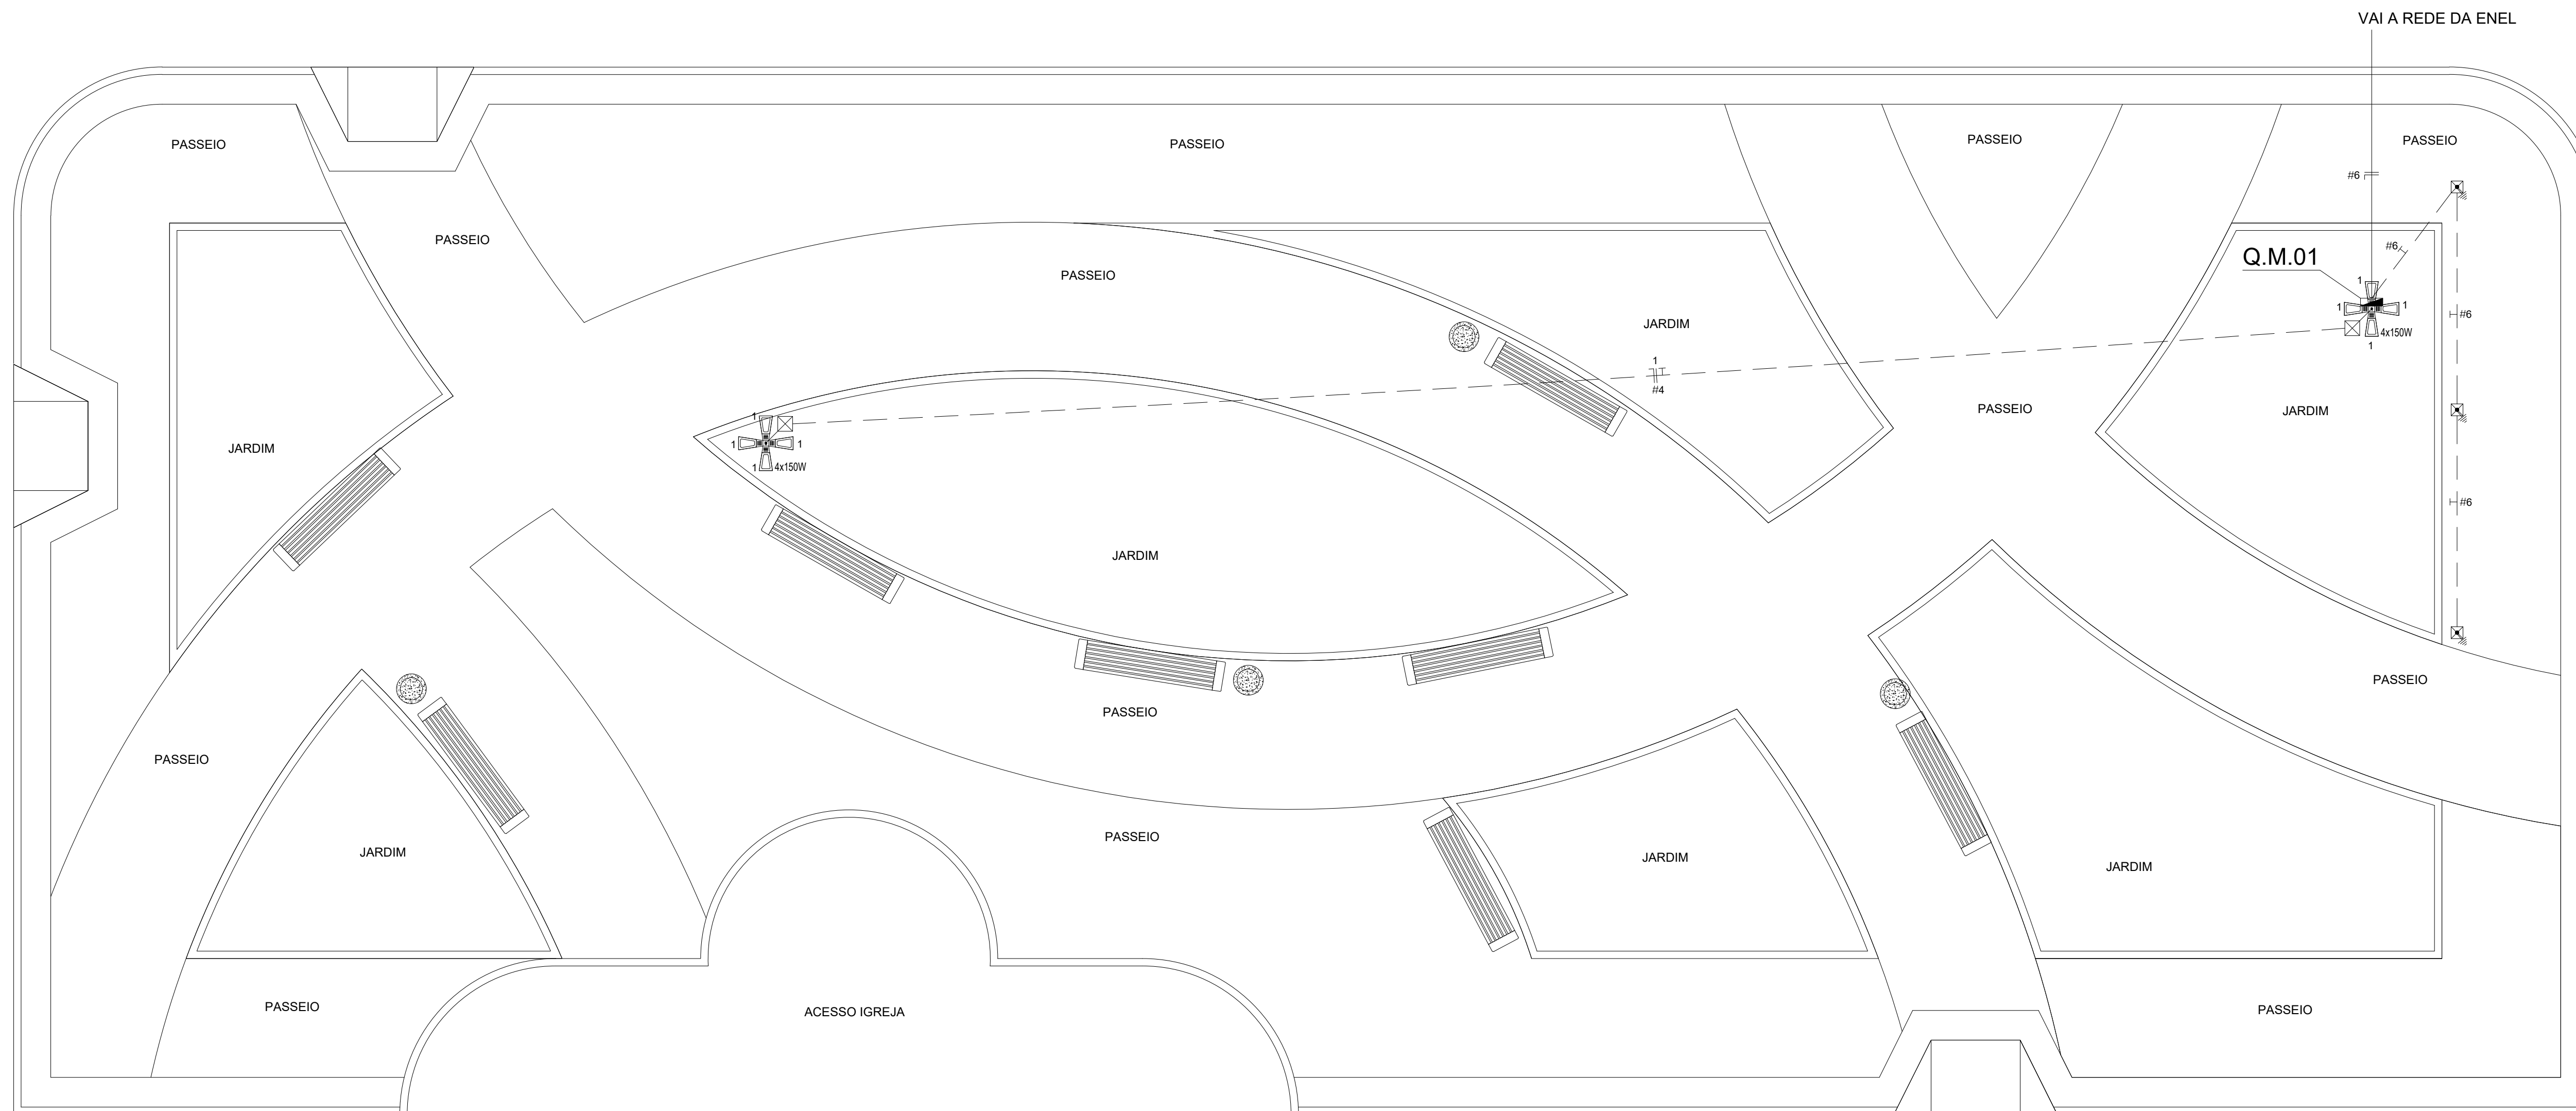 VAI A REDE DA ENEL
PASSEIO
PASSEIO
PASSEIO
PASSEIO
#6
PASSEIO
#6
Q.M.01
PASSEIO
1
1
1
4x150W
1
#6
JARDIM
1
#4
PASSEIO
JARDIM
1
1
1
1
4x150W
JARDIM
#6
JARDIM
PASSEIO
PASSEIO
PASSEIO
PASSEIO
JARDIM
JARDIM
JARDIM
PASSEIO
ACESSO IGREJA
PASSEIO